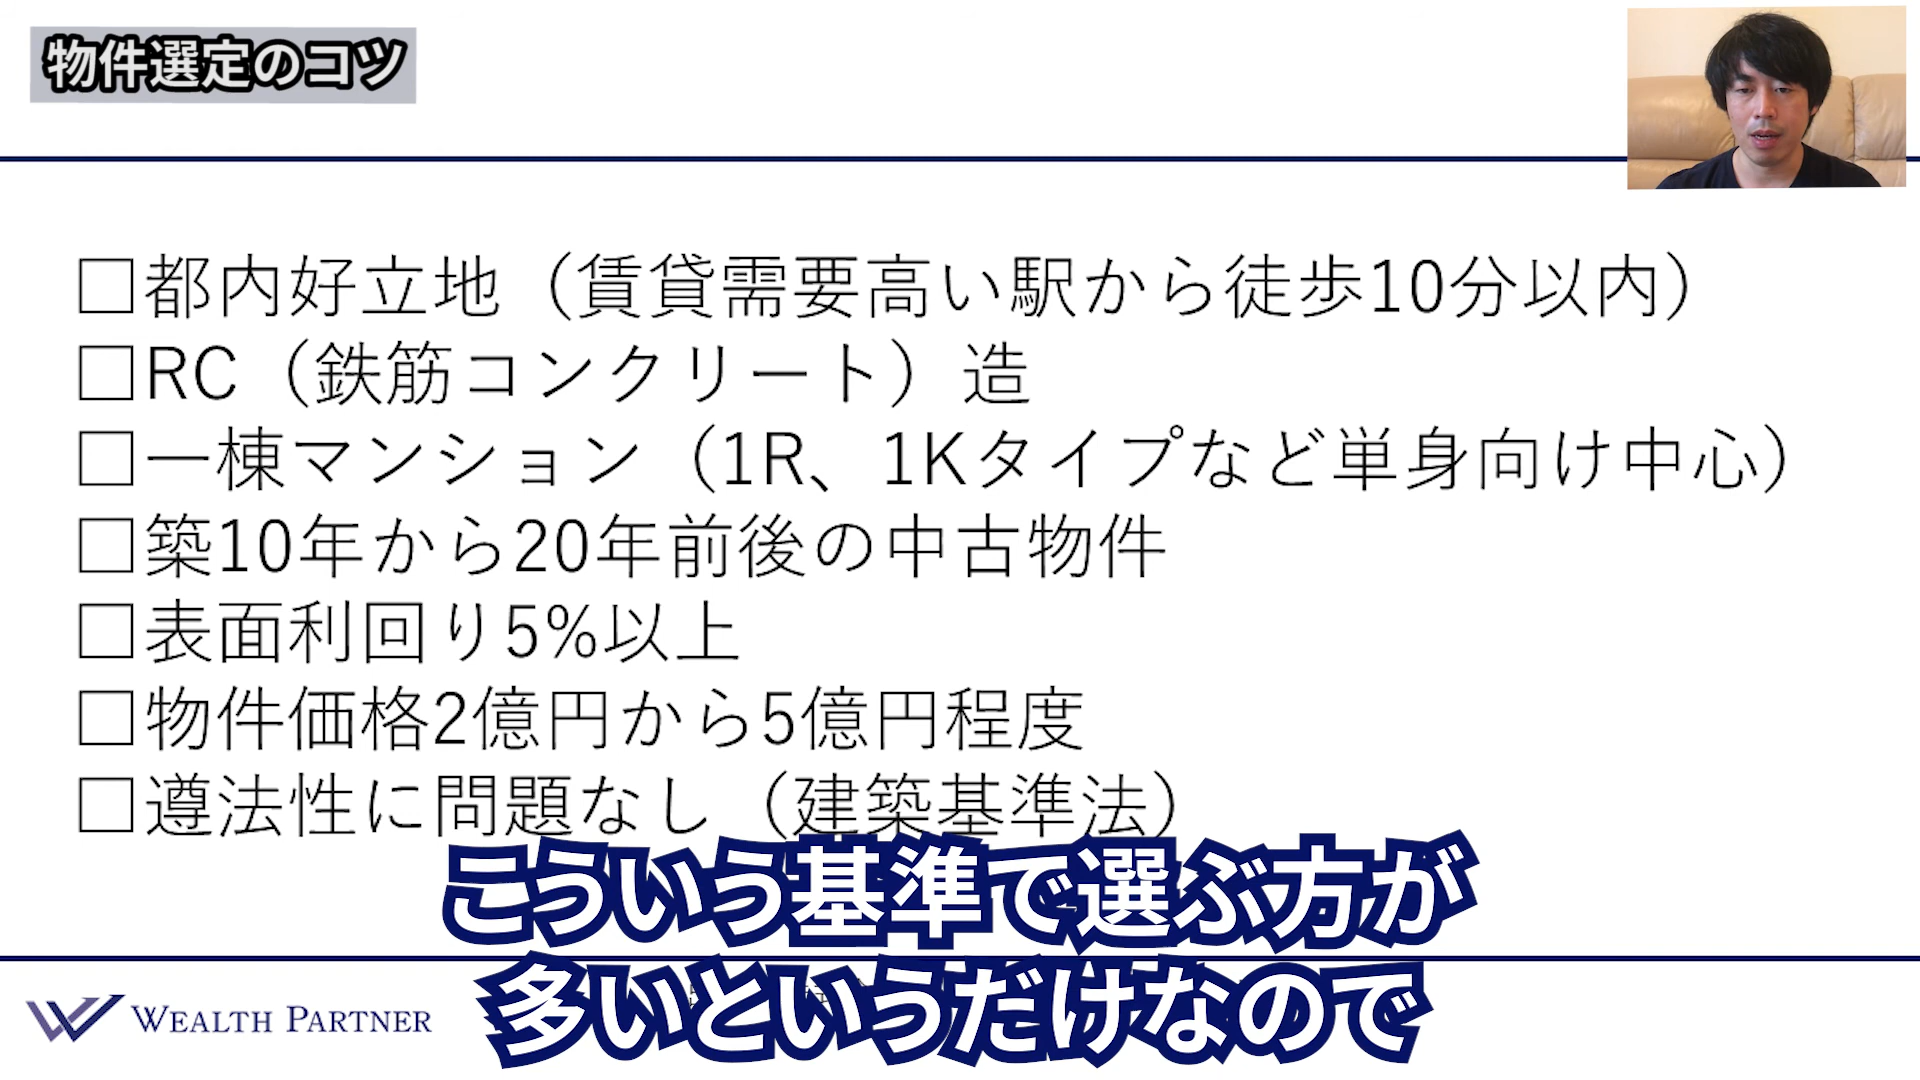 物件選定のコツ
□都内好立地（賃貸需要高い駅から徒歩10分以内）
□RC（鉄筋コンクリート）造
□一棟マンション（1R、1Kタイプなど単身向け中心）
□築10年から20年前後の中古物件
□表面利回り5%以上
□物件価格2億円から5億円程度
□遵法性に問題なし（建築基準法）
こういう基準で選ぶ方が
多いというだけなので
WEALTH PARTNER